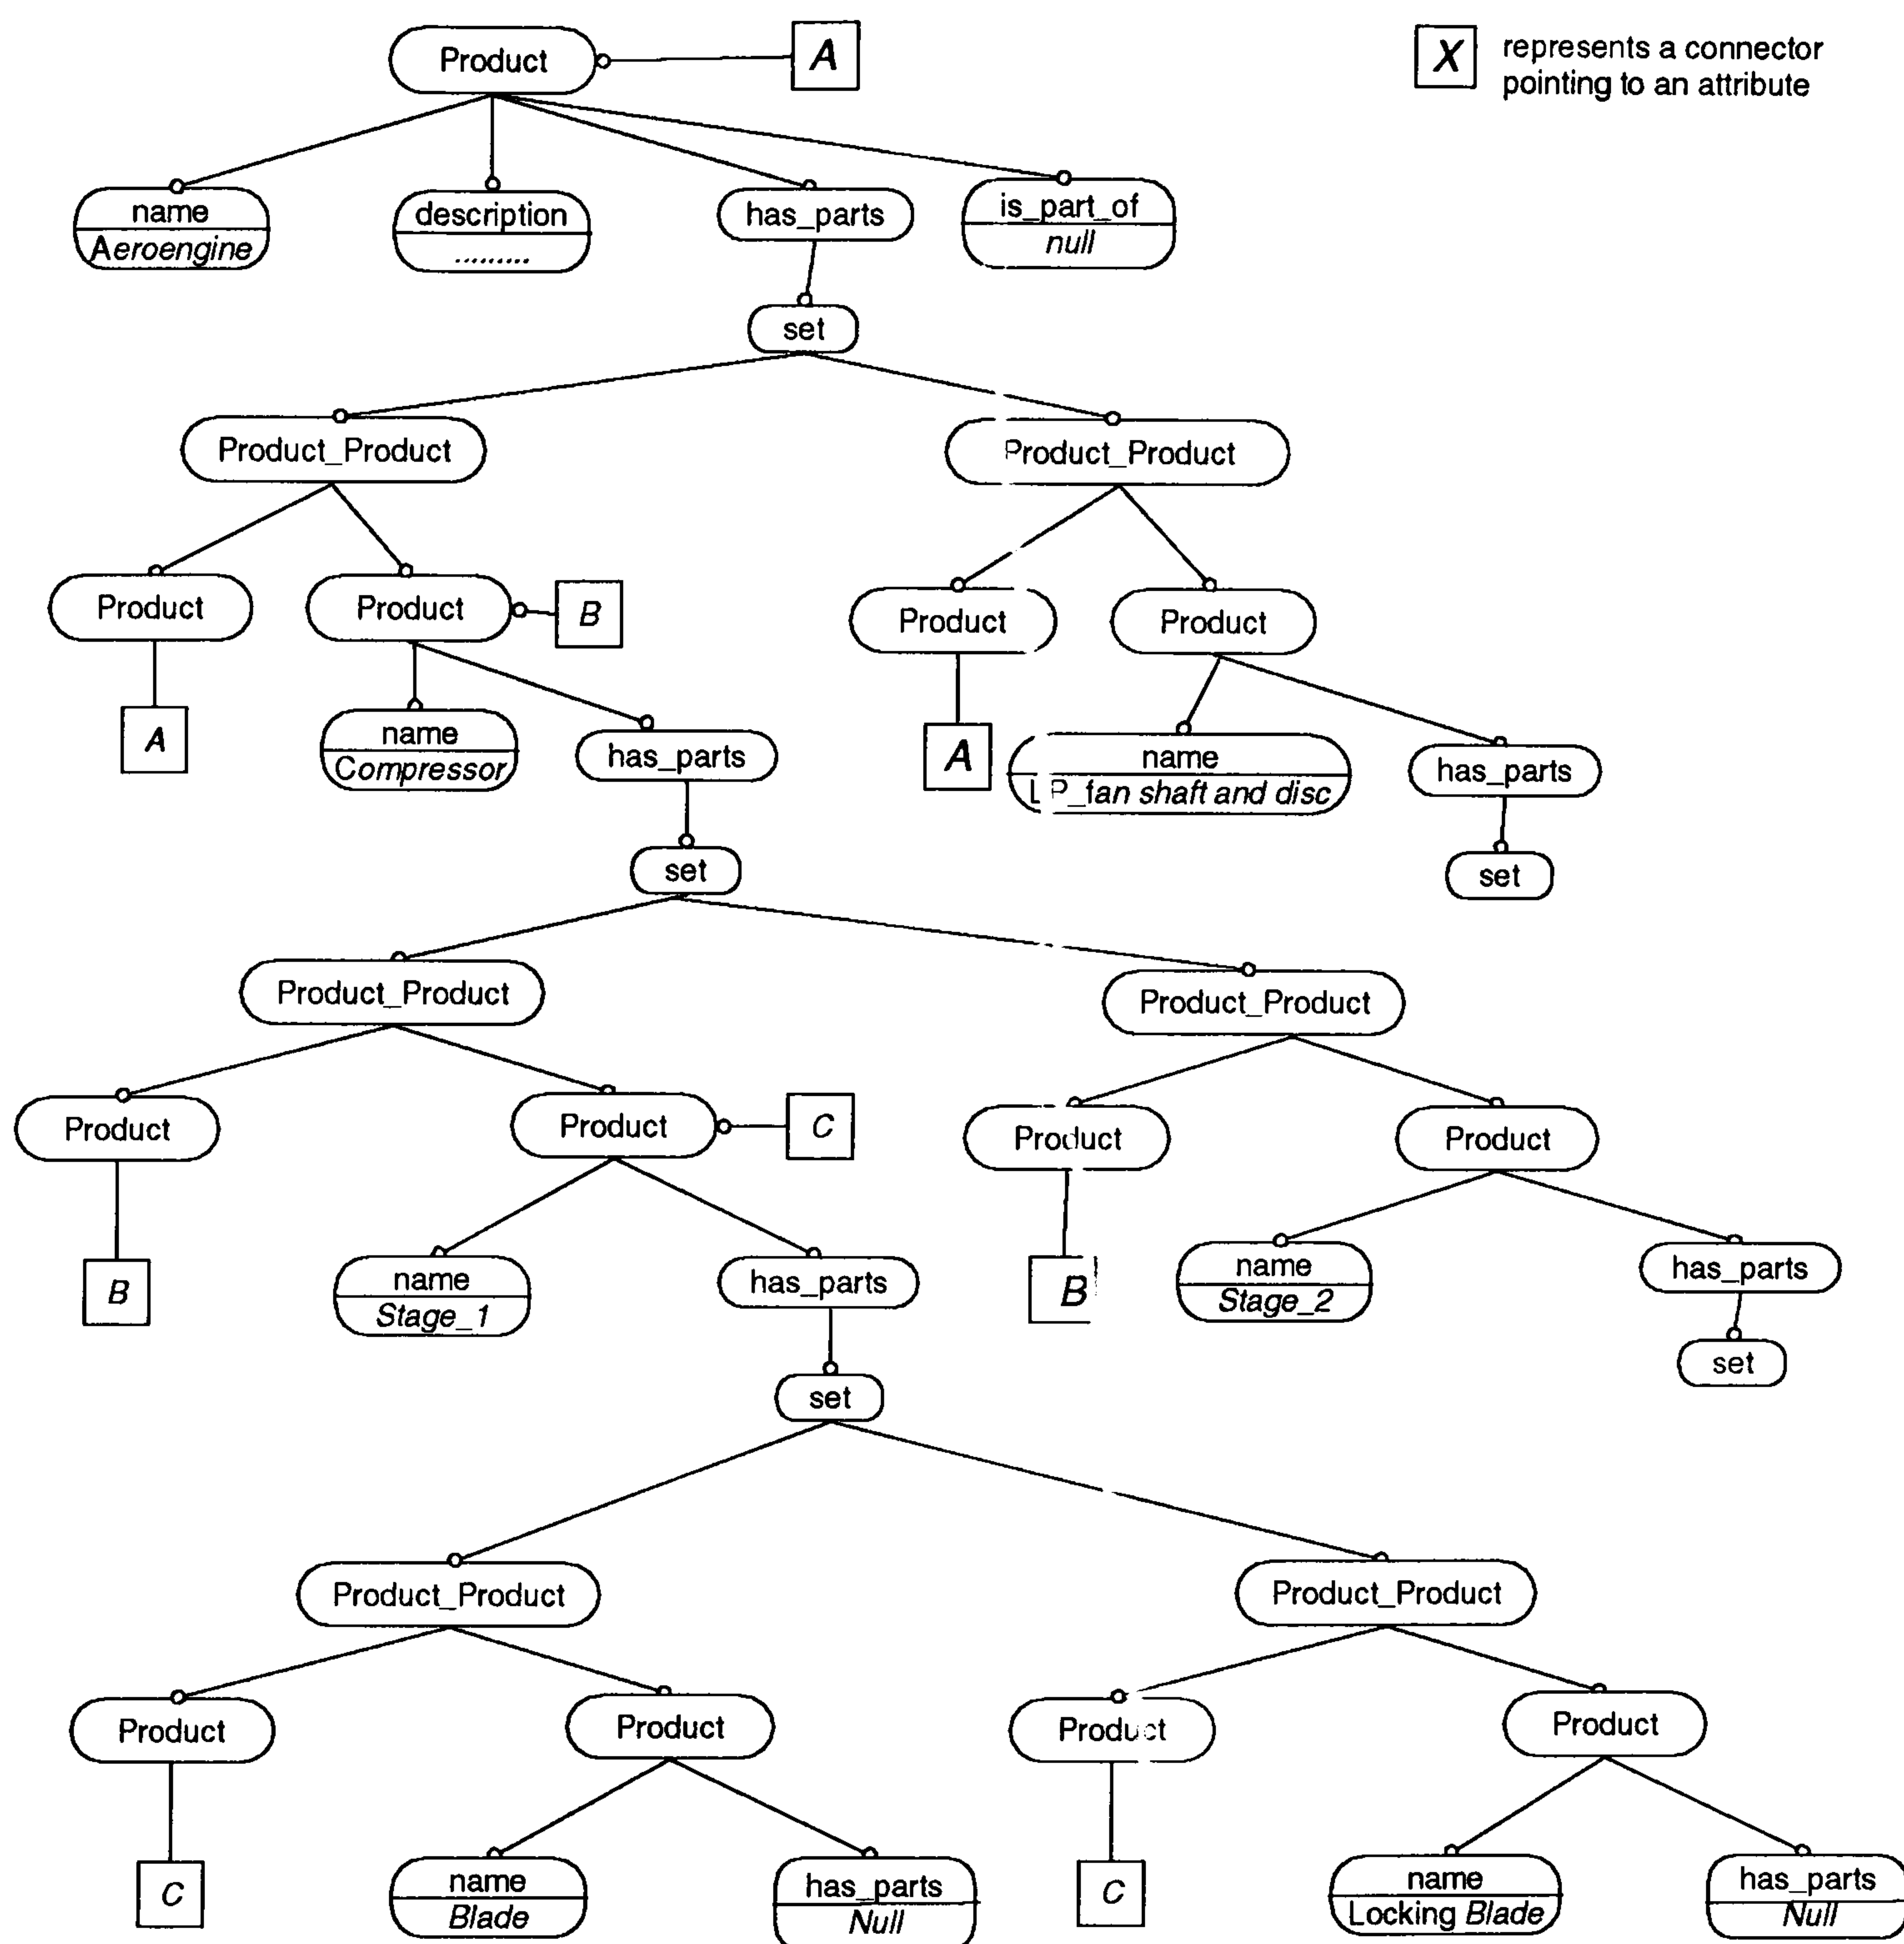 Product
A
X
represents a connector
pointing to an attribute
name
Aeroengine
description
.........
has_parts
is_part_of
null
set
Product_Product
Product_Product
Product
Product
B
Product
Product
A
name
Compressor
has_parts
A
name
LP_fan shaft and disc
has_parts
set
set
Product_Product
Product_Product
Product
Product
C
Product
Product
B
name
Stage_1
has_parts
B
name
Stage_2
has_parts
set
set
Product_Product
Product_Product
Product
Product
Product
Product
C
name
Blade
has_parts
Null
C
name
Locking Blade
has_parts
Null